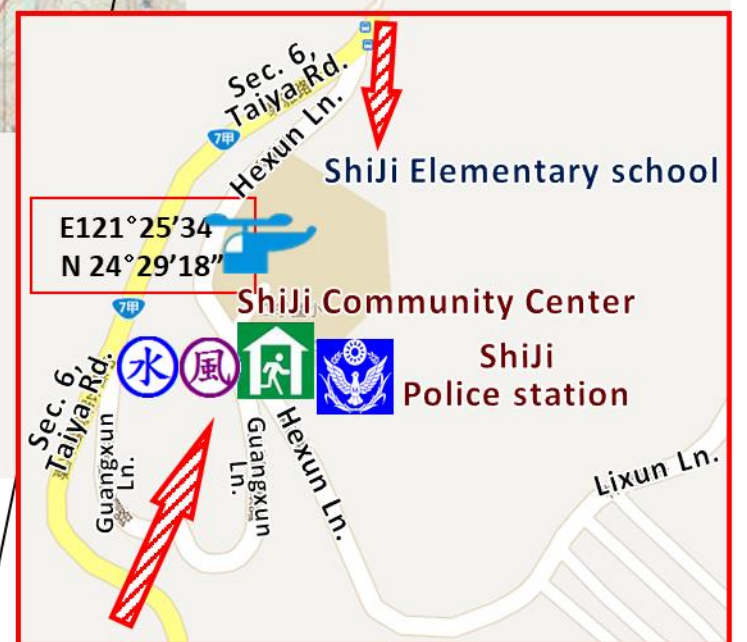 Sec. 6,
Taiya Rd.
7甲
Hexun Ln.
ShiJi Elementary school
E121°25’34
N 24°29’18”
ShiJi Community Center
7甲
水
風
ShiJi
Police station
Sec. 6,
Taiya Rd.
Guangxun
Ln.
Guangxun
Ln.
Hexun Ln.
Lixun Ln.